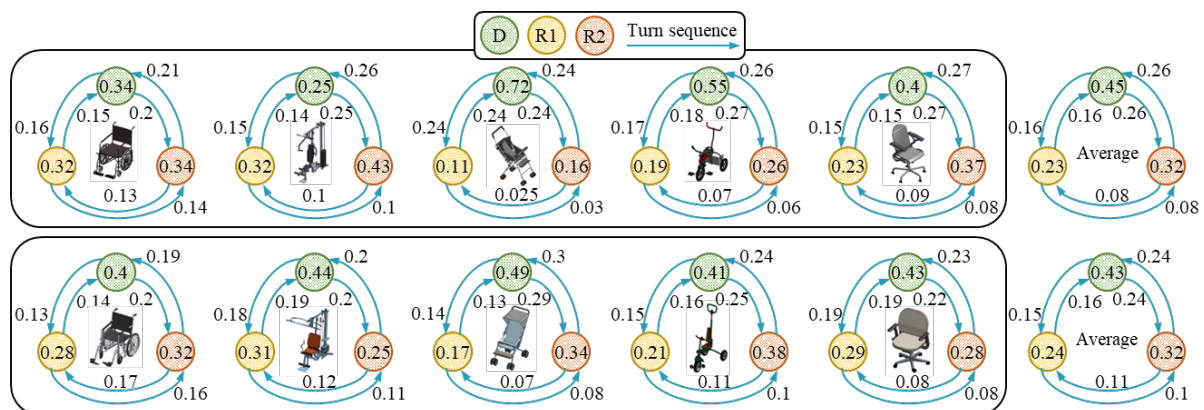 D R1 R2 Turn sequence
0.21 0.26 0.24 0.26 0.27 0.26
0.34 0.25 0.72 0.55 0.4 0.45
0.15 0.2 0.14 0.25 0.24 0.24 0.18 0.27 0.15 0.27 0.16 0.26
0.16 0.15 0.24 0.17 0.15 0.16
0.32 0.34 0.32 0.43 0.11 0.16 0.19 0.26 0.23 0.37 0.23 Average 0.32
0.13 0.1 0.025 0.07 0.09 0.08
0.14 0.1 0.03 0.06 0.08 0.08
0.19 0.2 0.3 0.24 0.23 0.24
0.4 0.44 0.49 0.41 0.43 0.43
0.14 0.2 0.19 0.2 0.13 0.29 0.16 0.25 0.19 0.22 0.16 0.24
0.13 0.18 0.14 0.15 0.19 0.15
0.28 0.32 0.31 0.25 0.17 0.34 0.21 0.38 0.29 0.28 0.24 Average 0.32
0.17 0.12 0.07 0.11 0.08 0.11
0.16 0.11 0.08 0.1 0.08 0.1